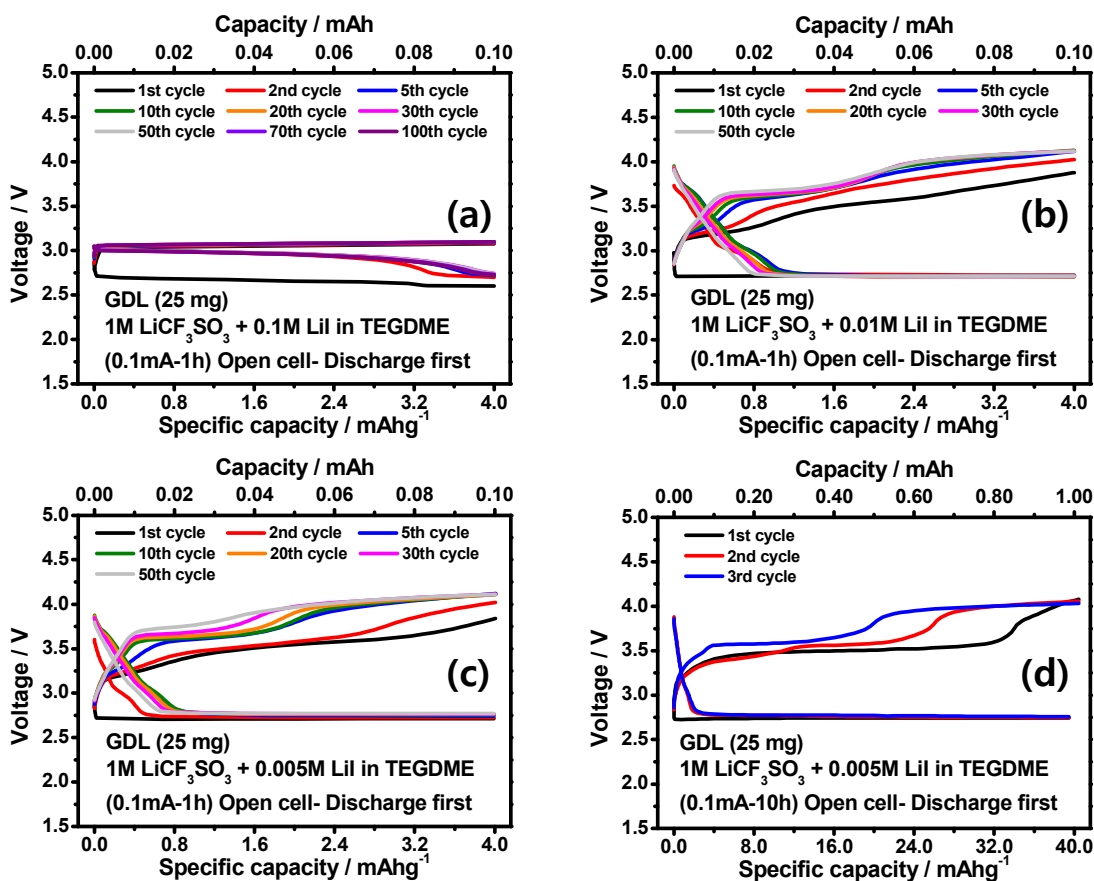 Capacity / mAh
0.00 0.02 0.04 0.06 0.08 0.10
5.0
4.5
4.0
3.5
3.0
2.5
2.0
1.5
Voltage / V
1st cycle 2nd cycle 5th cycle
10th cycle 20th cycle 30th cycle
50th cycle 70th cycle 100th cycle
(a)
GDL (25 mg)
1M LiCF₃SO₃ + 0.1M LiI in TEGDME
(0.1mA-1h) Open cell- Discharge first
0.0 0.8 1.6 2.4 3.2 4.0
Specific capacity / mAhg⁻¹
Capacity / mAh
0.00 0.02 0.04 0.06 0.08 0.10
5.0
4.5
4.0
3.5
3.0
2.5
2.0
1.5
Voltage / V
1st cycle 2nd cycle 5th cycle
10th cycle 20th cycle 30th cycle
50th cycle
(b)
GDL (25 mg)
1M LiCF₃SO₃ + 0.01M LiI in TEGDME
(0.1mA-1h) Open cell- Discharge first
0.0 0.8 1.6 2.4 3.2 4.0
Specific capacity / mAhg⁻¹
Capacity / mAh
0.00 0.02 0.04 0.06 0.08 0.10
5.0
4.5
4.0
3.5
3.0
2.5
2.0
1.5
Voltage / V
1st cycle 2nd cycle 5th cycle
10th cycle 20th cycle 30th cycle
50th cycle
(c)
GDL (25 mg)
1M LiCF₃SO₃ + 0.005M LiI in TEGDME
(0.1mA-1h) Open cell- Discharge first
0.0 0.8 1.6 2.4 3.2 4.0
Specific capacity / mAhg⁻¹
Capacity / mAh
0.00 0.20 0.40 0.60 0.80 1.00
5.0
4.5
4.0
3.5
3.0
2.5
2.0
1.5
Voltage / V
1st cycle
2nd cycle
3rd cycle
(d)
GDL (25 mg)
1M LiCF₃SO₃ + 0.005M LiI in TEGDME
(0.1mA-10h) Open cell- Discharge first
0.0 8.0 16.0 24.0 32.0 40.0
Specific capacity / mAhg⁻¹